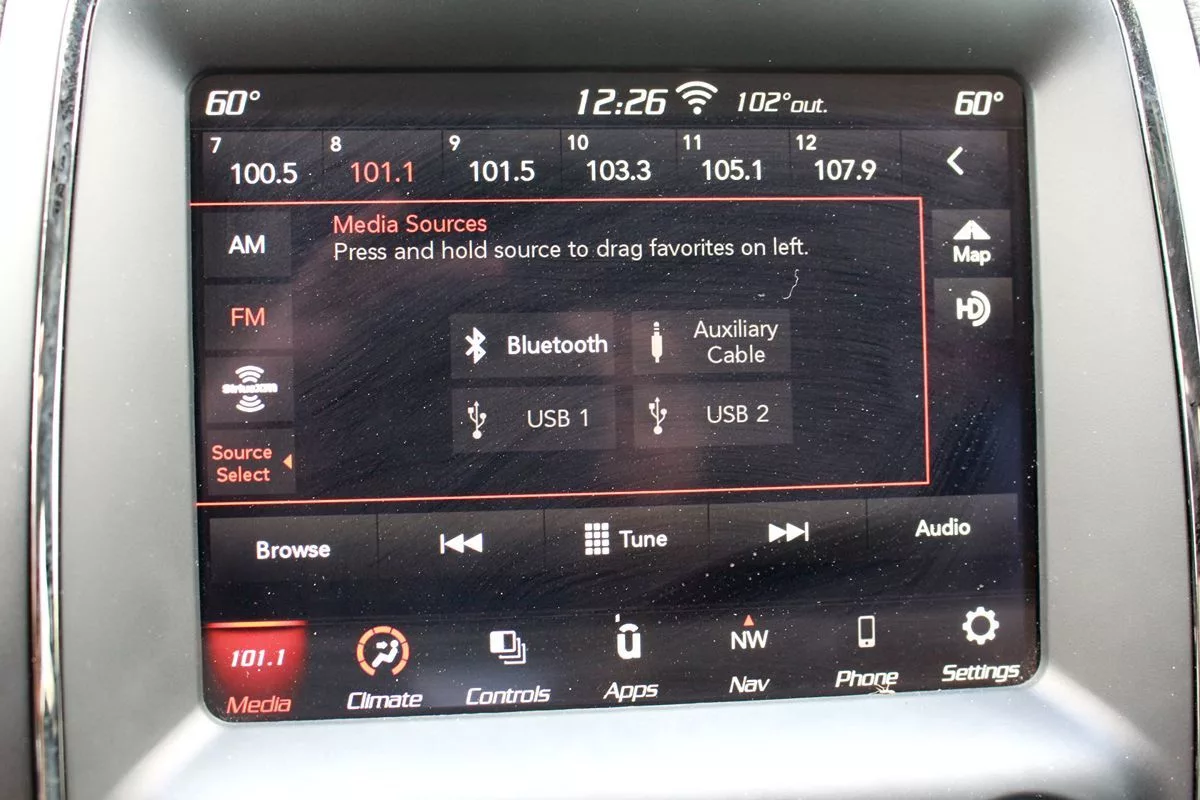 60° 12:26 102° out. 60°
7 8 9 10 11 12
100.5 101.1 101.5 103.3 105.1 107.9
AM
Media Sources
Press and hold source to drag favorites on left.
Map
FM
HD
Bluetooth
Auxiliary
Cable
SiriusXM
USB 1
USB 2
Source
Select
Browse
Tune
Audio
101.1
NW
Media
Climate
Controls
Apps
Nav
Phone
Settings